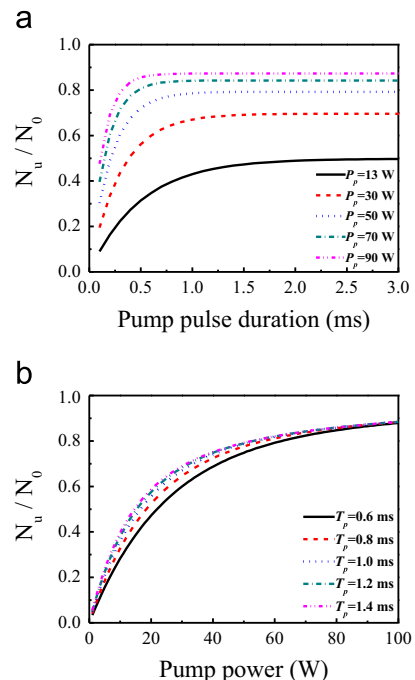 a
1.0
0.8
0.6
0.4
0.2
0.0
N_u / N_0
P_p=13 W
P_p=30 W
P_p=50 W
P_p=70 W
P_p=90 W
0.0 0.5 1.0 1.5 2.0 2.5 3.0
Pump pulse duration (ms)
b
1.0
0.8
0.6
0.4
0.2
0.0
N_u / N_0
T_p=0.6 ms
T_p=0.8 ms
T_p=1.0 ms
T_p=1.2 ms
T_p=1.4 ms
0 20 40 60 80 100
Pump power (W)